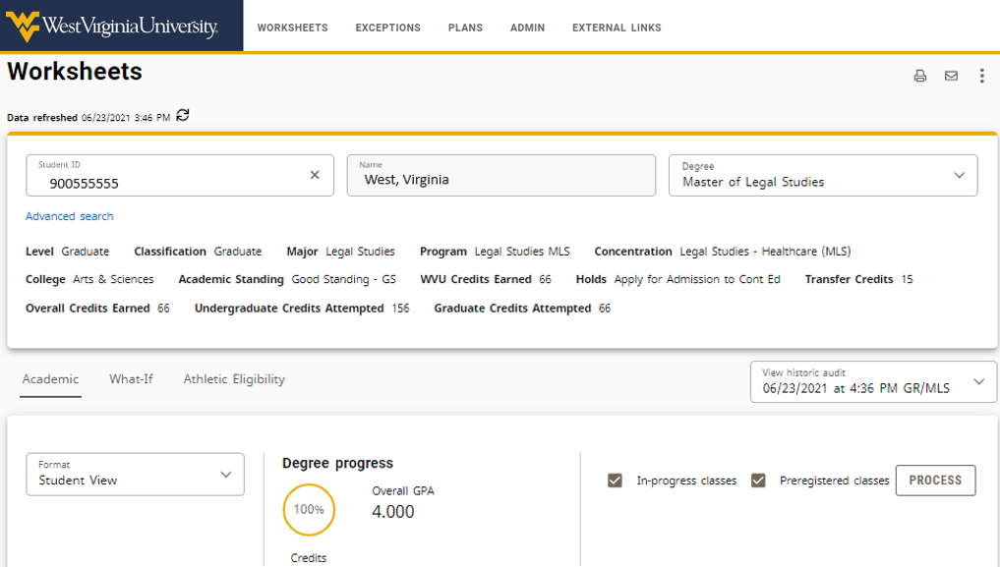 WestVirginiaUniversity.
WORKSHEETS EXCEPTIONS PLANS ADMIN EXTERNAL LINKS
Worksheets
Data refreshed 06/23/2021 3:46 PM
Student ID
900555555
Name
West, Virginia
Degree
Master of Legal Studies
Advanced search
Level Graduate Classification Graduate Major Legal Studies Program Legal Studies MLS Concentration Legal Studies - Healthcare (MLS)
College Arts & Sciences Academic Standing Good Standing - GS WVU Credits Earned 66 Holds Apply for Admission to Cont Ed Transfer Credits 15
Overall Credits Earned 66 Undergraduate Credits Attempted 156 Graduate Credits Attempted 66
Academic What-If Athletic Eligibility
View historic audit
06/23/2021 at 4:36 PM GR/MLS
Format
Student View
Degree progress
100%
Overall GPA
4.000
Credits
In-progress classes Preregistered classes PROCESS